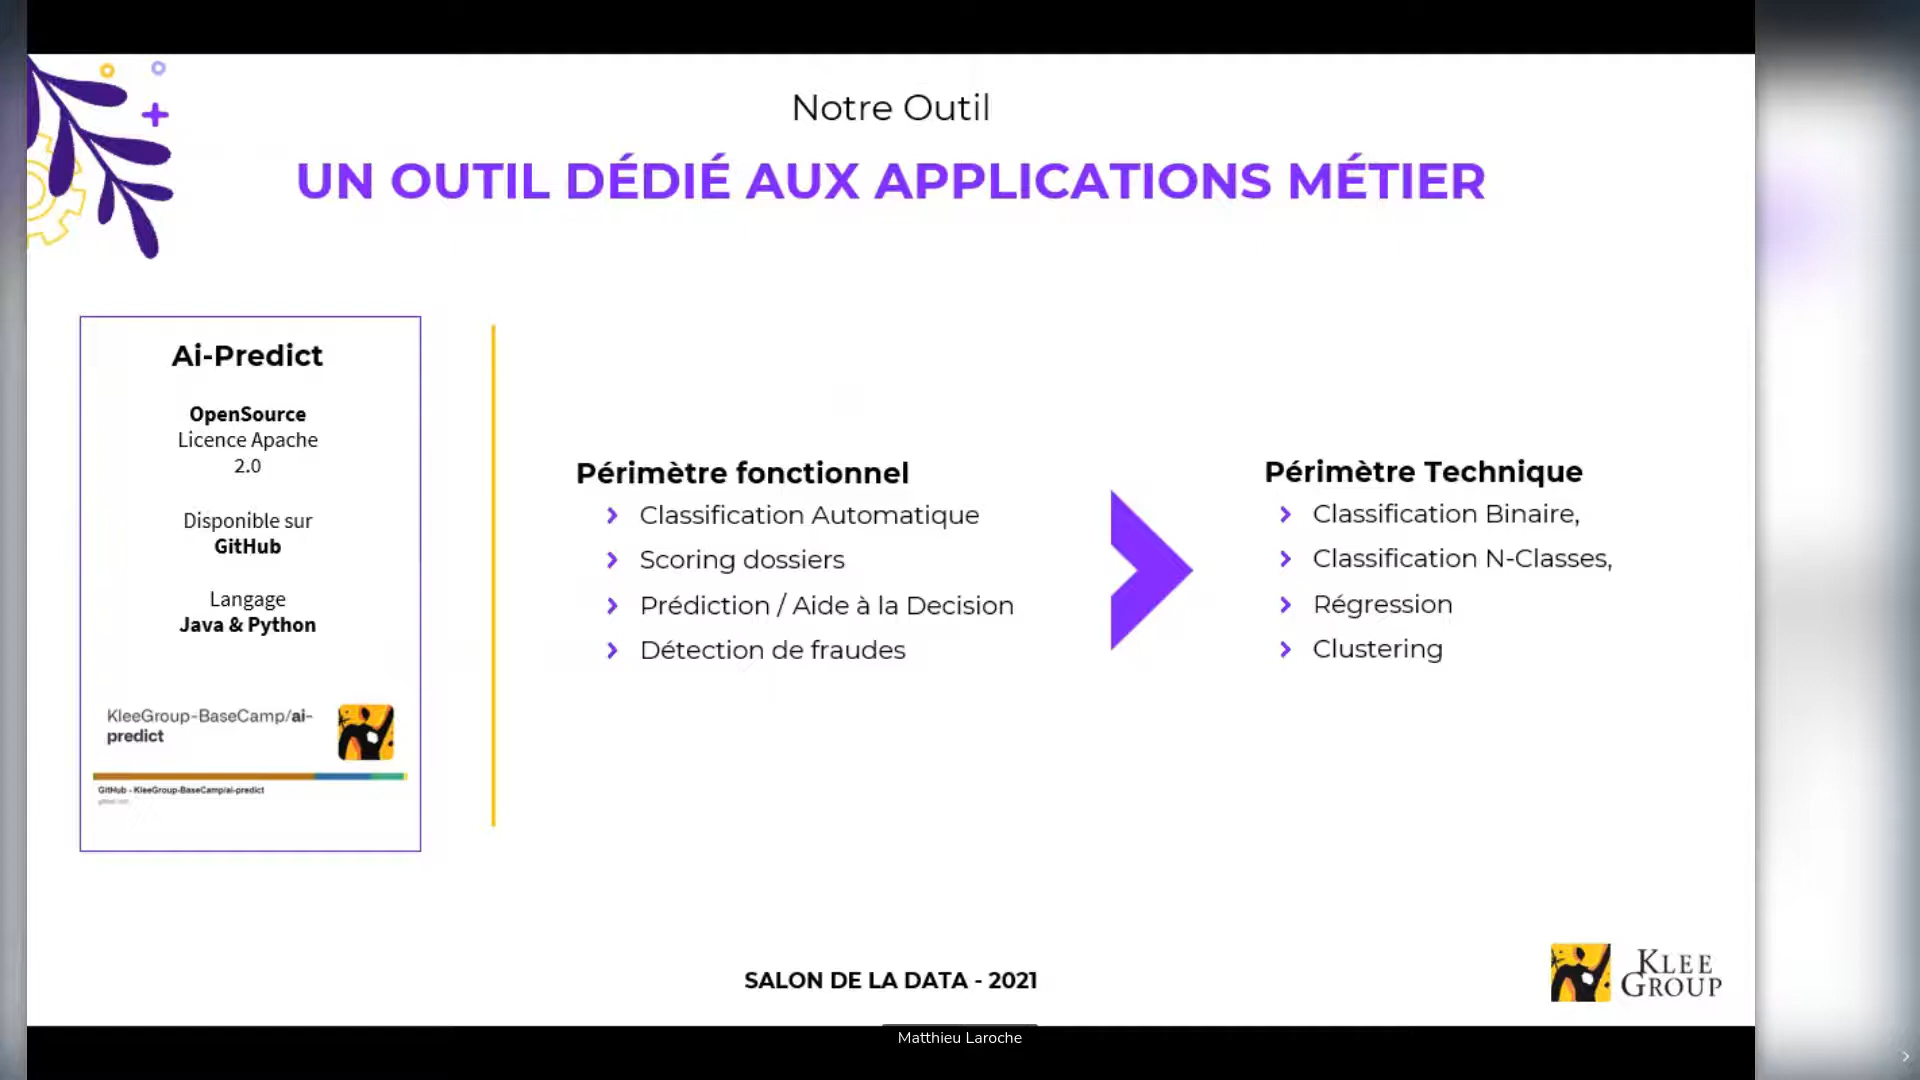 Notre Outil
UN OUTIL DÉDIÉ AUX APPLICATIONS MÉTIER
Ai-Predict
OpenSource
Licence Apache
2.0
Disponible sur
GitHub
Langage
Java & Python
KleeGroup-BaseCamp/ai-
predict
GitHub - KleeGroup-BaseCamp/ai-predict
Périmètre fonctionnel
Classification Automatique
Scoring dossiers
Prédiction / Aide à la Decision
Détection de fraudes
Périmètre Technique
Classification Binaire,
Classification N-Classes,
Régression
Clustering
SALON DE LA DATA - 2021
KLEE
GROUP
Matthieu Laroche